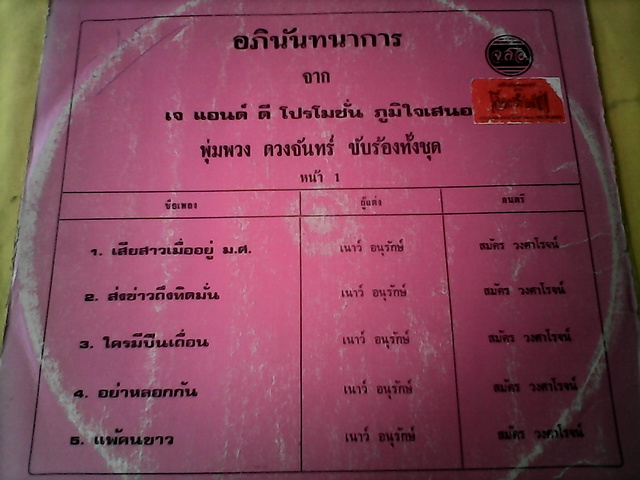 อภินันทนาการ
จ ล ว
จาก
เจ แอนด์ ดี โปรโมชั่น ภูมิใจเสนอ
พุ่มพวง ดวงจันทร์ ขับร้องทั้งชุด
หน้า 1
ชื่อเพลง ผู้แต่ง ดนตรี
1. เสียสาวเมื่ออยู่ ม.ศ. เนาว์ อนุรักษ์ สมัคร วงศาโรจน์
2. ส่งข่าวถึงทิดมั่น เนาว์ อนุรักษ์ สมัคร วงศาโรจน์
3. ใครมีปืนเถื่อน เนาว์ อนุรักษ์ สมัคร วงศาโรจน์
4. อย่าหลอกกัน เนาว์ อนุรักษ์ สมัคร วงศาโรจน์
5. แพ้คนขาว เนาว์ อนุรักษ์ สมัคร วงศาโรจน์